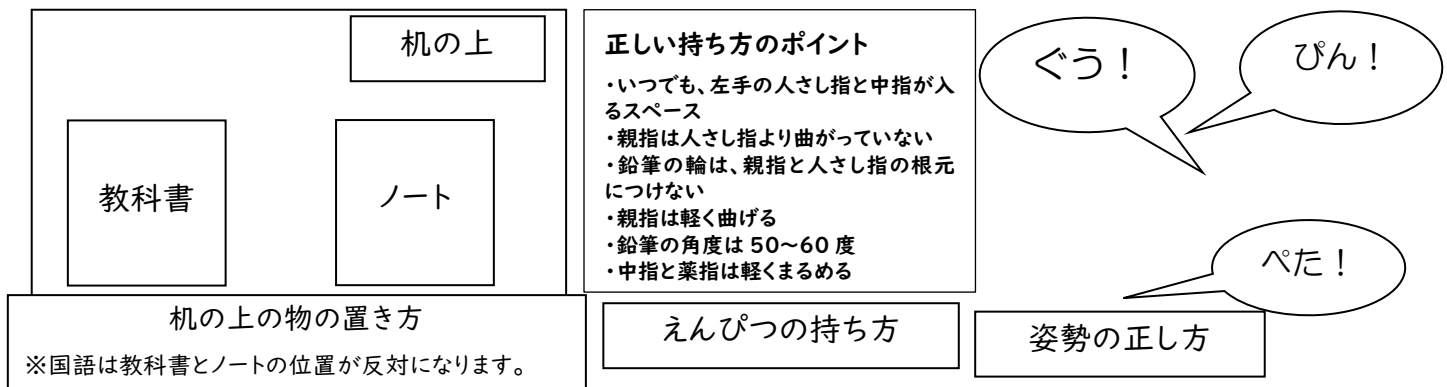 机の上
教科書
ノート
机の上の物の置き方
※国語は教科書とノートの位置が反対になります。
正しい持ち方のポイント
・いつでも、左手の人さし指と中指が入
るスペース
・親指は人さし指より曲がっていない
・鉛筆の輪は、親指と人さし指の根元
につけない
・親指は軽く曲げる
・鉛筆の角度は 50～60 度
・中指と薬指は軽くまるめる
えんぴつの持ち方
ぐう！
ぴん！
ぺた！
姿勢の正し方